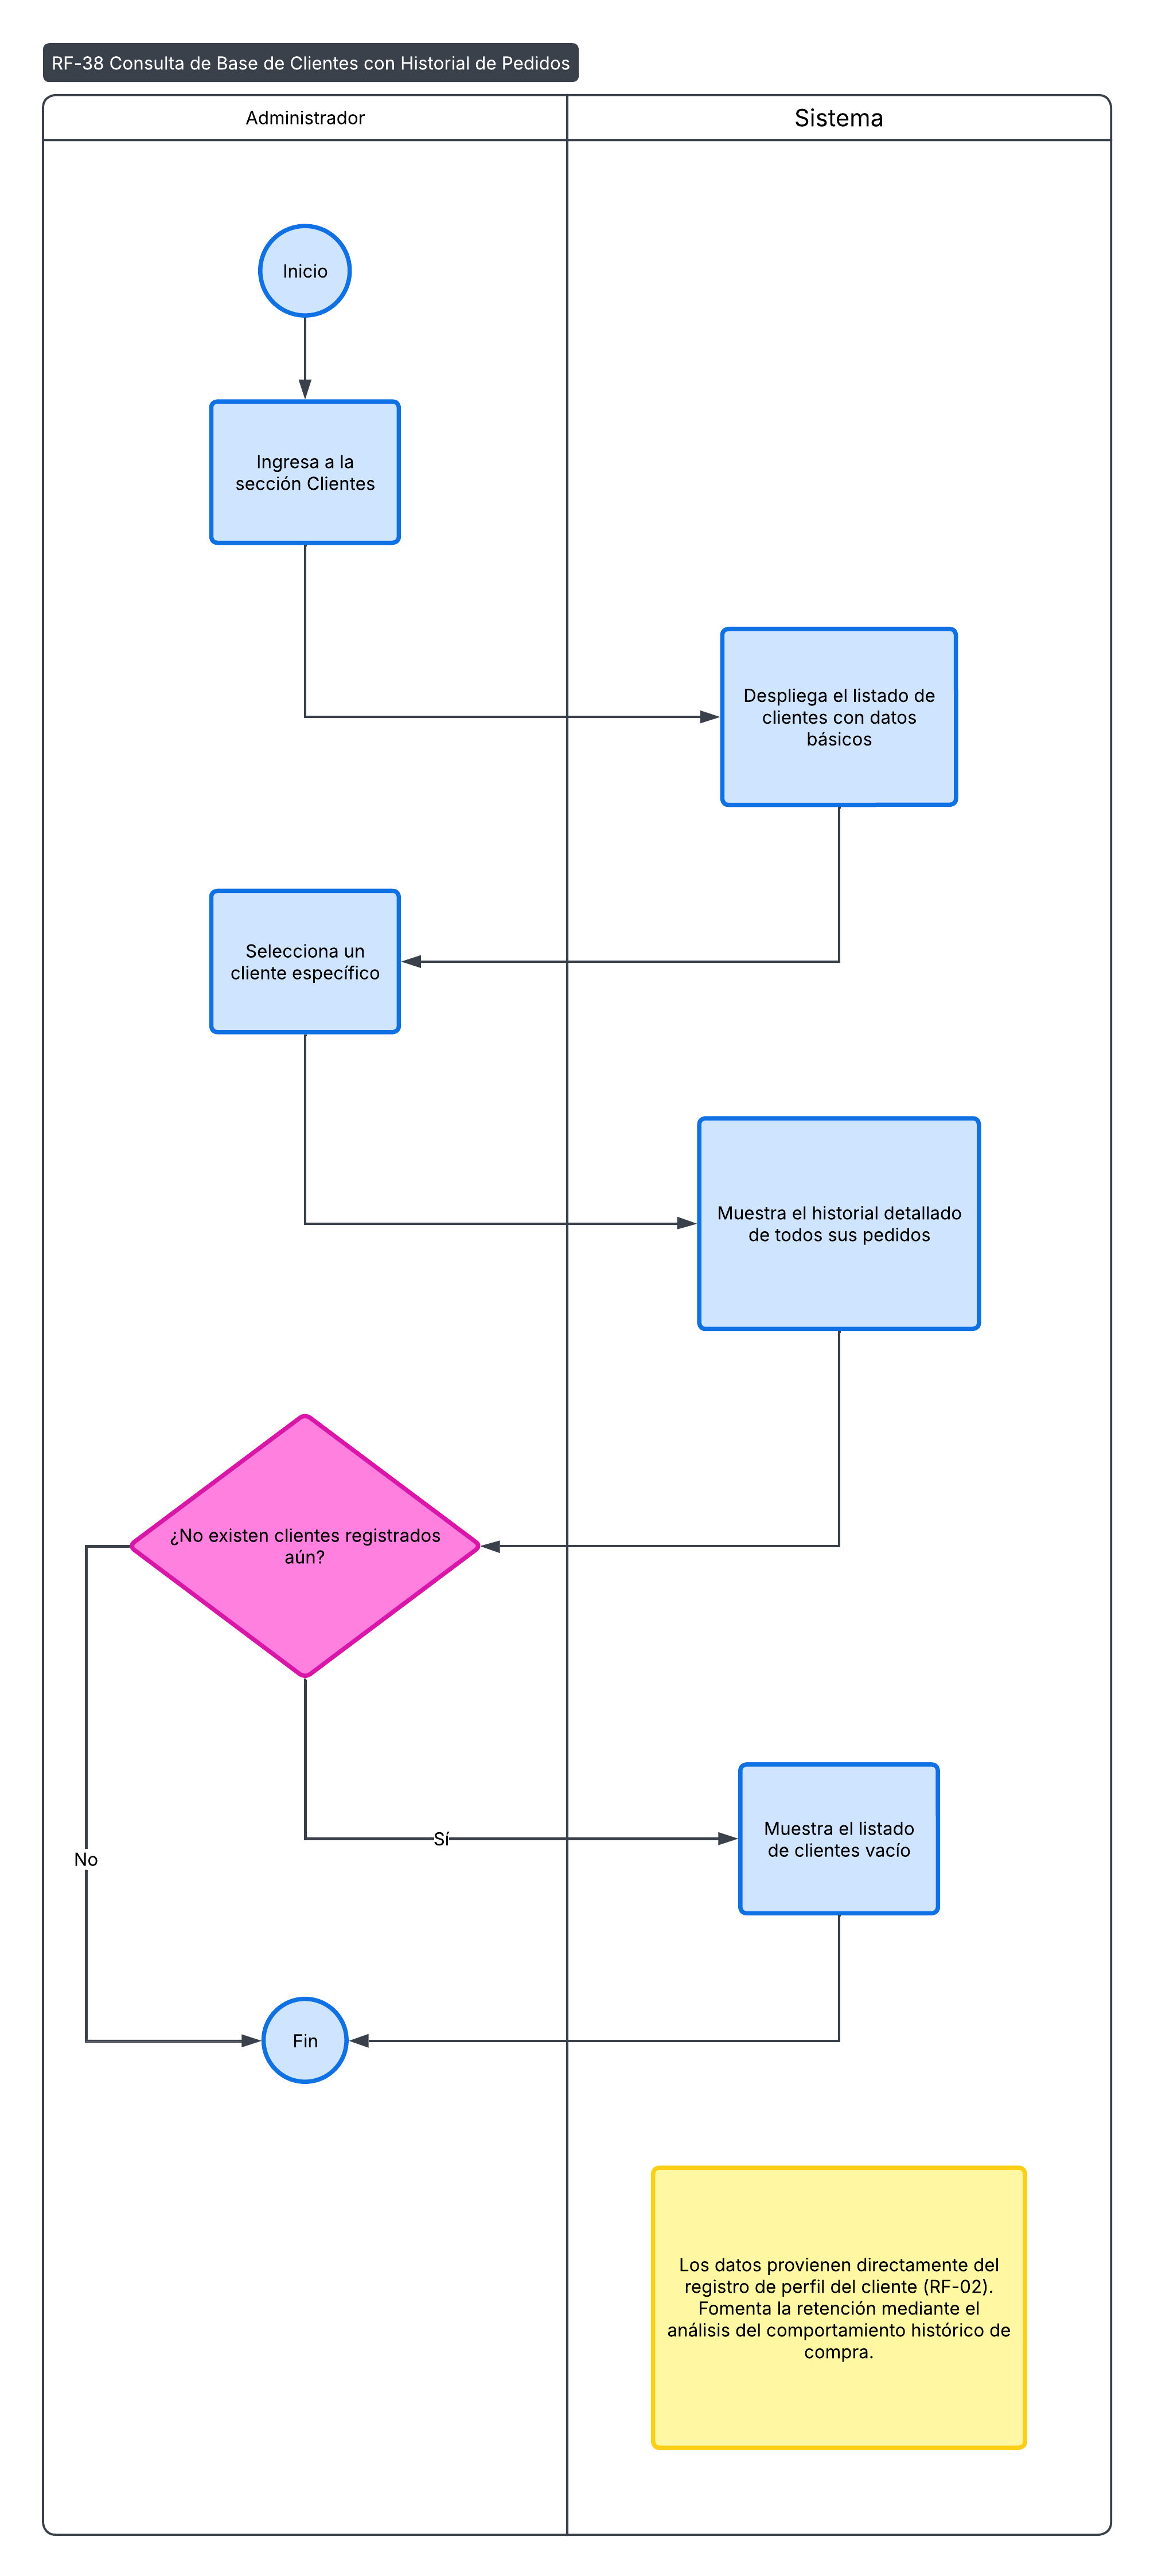 RF-38 Consulta de Base de Clientes con Historial de Pedidos
Administrador
Sistema
Inicio
Ingresa a la
sección Clientes
Despliega el listado de
clientes con datos
básicos
Selecciona un
cliente específico
Muestra el historial detallado
de todos sus pedidos
¿No existen clientes registrados
aún?
Sí
Muestra el listado
de clientes vacío
No
Fin
Los datos provienen directamente del
registro de perfil del cliente (RF-02).
Fomenta la retención mediante el
análisis del comportamiento histórico de
compra.